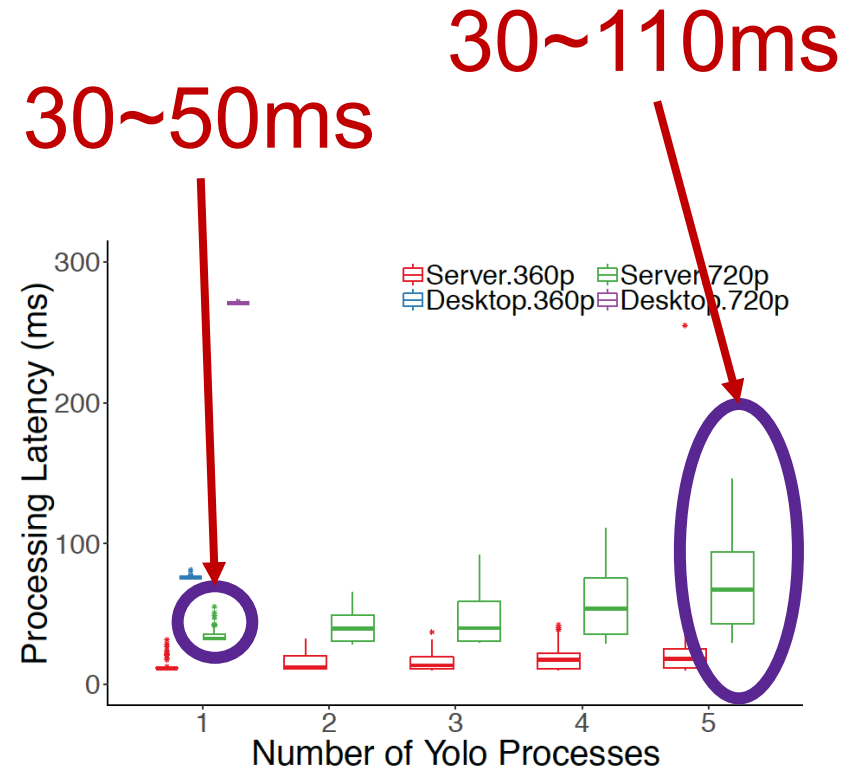 30~110ms
30~50ms
300
Server.360p Server.720p
Desktop.360p Desktop.720p
200
100
0
Processing Latency (ms)
1 2 3 4 5
Number of Yolo Processes